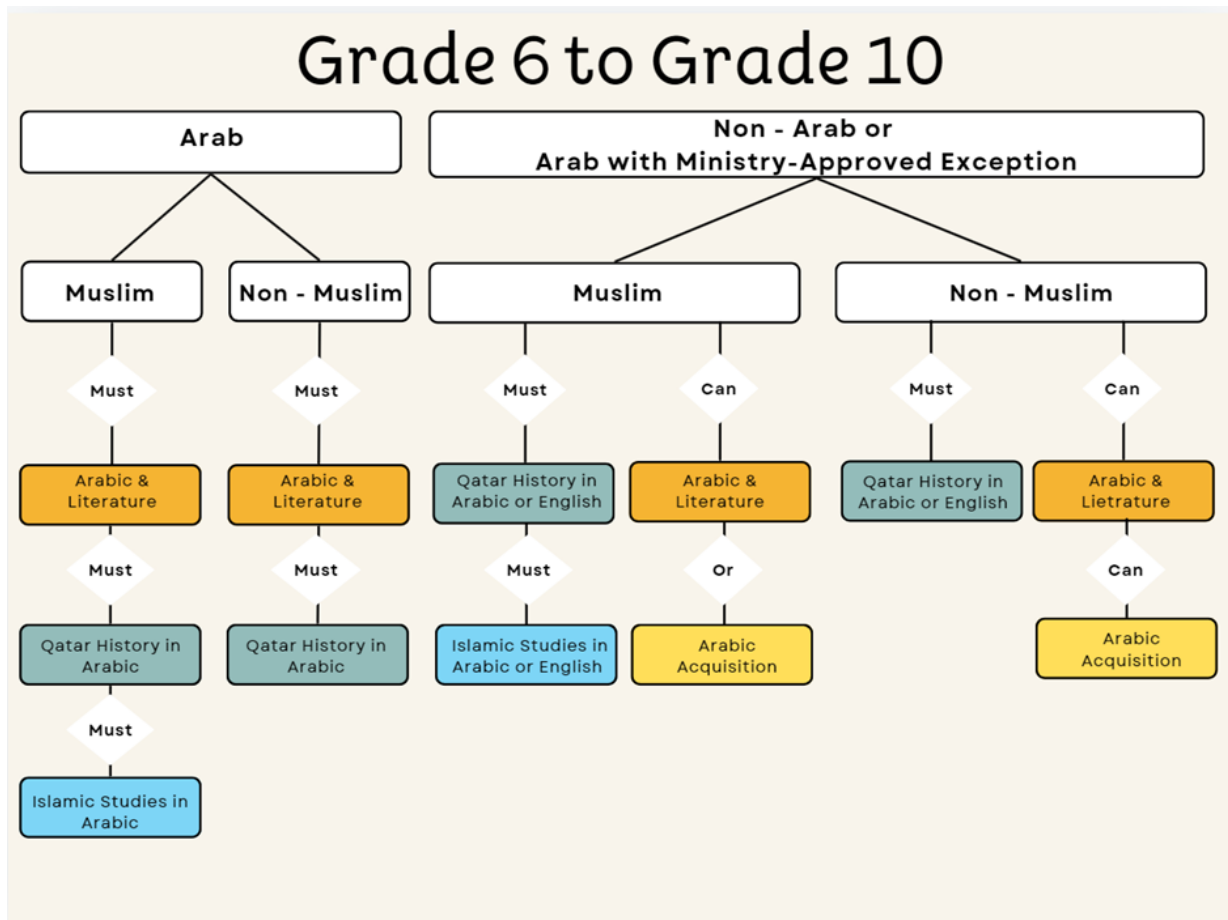 Grade 6 to Grade 10
Arab
Non - Arab or
Arab with Ministry-Approved Exception
Muslim
Non - Muslim
Muslim
Non - Muslim
Must
Must
Must
Can
Must
Can
Arabic &
Literature
Arabic &
Literature
Qatar History in
Arabic or English
Arabic &
Literature
Qatar History in
Arabic or English
Arabic &
Lietrature
Must
Must
Must
Or
Can
Qatar History in
Arabic
Qatar History in
Arabic
Islamic Studies in
Arabic or English
Arabic
Acquisition
Arabic
Acquisition
Must
Islamic Studies in
Arabic